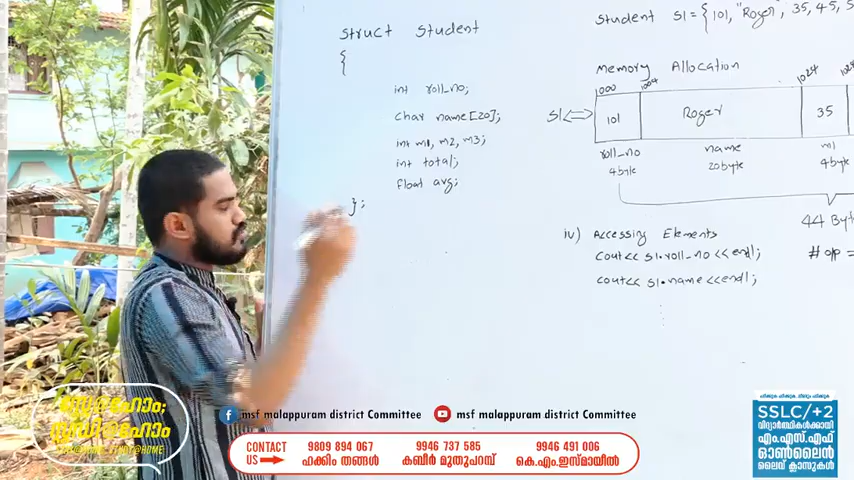 struct Student
{
int roll_no;
char name[20];
int m1, m2, m3;
int total;
float avg;
};
Student S1 = {101, "Roger", 35, 45, 5
Memory Allocation
1000 1004 1024
S1 101 Roger 35
roll_no name m1
4byte 20byte 4byte
44 Byt
iv) Accessing Elements
cout<< S1.roll_no <<endl;
# o/p =
cout<< S1.name <<endl;
msf malappuram district Committee msf malappuram district Committee
CONTACT US
9809 894 067
ഹക്കീം തങ്ങൾ
9946 737 585
കബീർ മുതുപറമ്പ്
9946 491 006
കെ.എം.ഇസ്മായീൽ
SSLC/+2
വിദ്യാർത്ഥികൾക്കായി
എം.എസ്.എഫ്
ഓൺലൈൻ
ലൈവ് ക്ലാസുകൾ